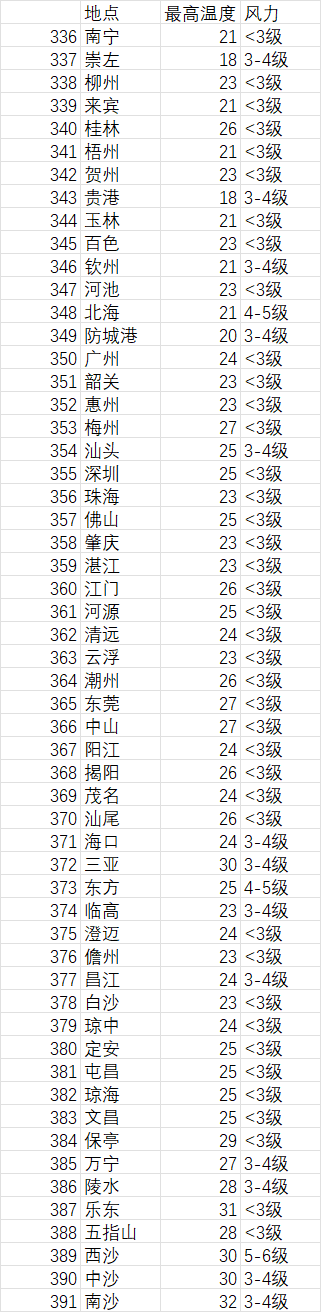 地点 最高温度 风力
336 南宁 21 <3级
337 崇左 18 3-4级
338 柳州 23 <3级
339 来宾 21 <3级
340 桂林 26 <3级
341 梧州 21 <3级
342 贺州 23 <3级
343 贵港 18 3-4级
344 玉林 21 <3级
345 百色 23 <3级
346 钦州 21 3-4级
347 河池 23 <3级
348 北海 21 4-5级
349 防城港 20 3-4级
350 广州 24 <3级
351 韶关 23 <3级
352 惠州 23 <3级
353 梅州 27 <3级
354 汕头 25 3-4级
355 深圳 25 <3级
356 珠海 23 <3级
357 佛山 25 <3级
358 肇庆 23 <3级
359 湛江 23 <3级
360 江门 26 <3级
361 河源 25 <3级
362 清远 24 <3级
363 云浮 23 <3级
364 潮州 26 <3级
365 东莞 27 <3级
366 中山 27 <3级
367 阳江 24 <3级
368 揭阳 26 <3级
369 茂名 24 <3级
370 汕尾 26 <3级
371 海口 24 3-4级
372 三亚 30 3-4级
373 东方 25 4-5级
374 临高 23 3-4级
375 澄迈 24 <3级
376 儋州 23 <3级
377 昌江 24 3-4级
378 白沙 23 <3级
379 琼中 24 <3级
380 定安 25 <3级
381 屯昌 25 <3级
382 琼海 25 <3级
383 文昌 25 <3级
384 保亭 29 <3级
385 万宁 27 3-4级
386 陵水 28 3-4级
387 乐东 31 <3级
388 五指山 28 <3级
389 西沙 30 5-6级
390 中沙 30 3-4级
391 南沙 32 3-4级